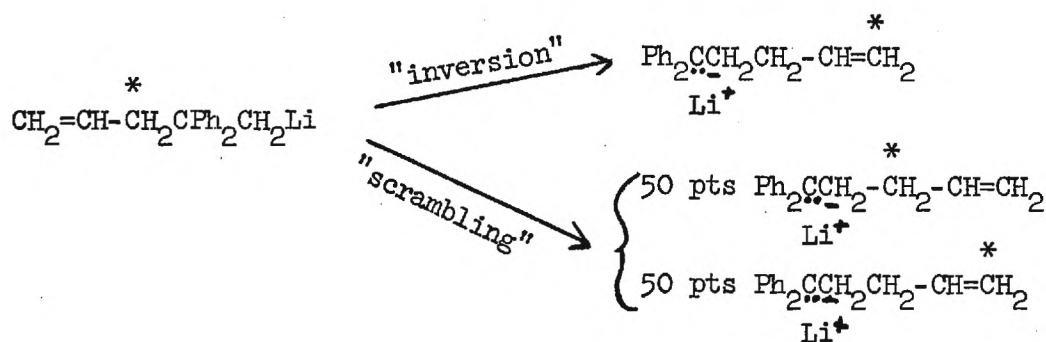 *
Ph2CCH2CH2-CH=CH2
Li+
"inversion"
*
CH2=CH-CH2CPh2CH2Li
"scrambling"
*
50 pts Ph2CCH2-CH2-CH=CH2
Li+
*
50 pts Ph2CCH2CH2-CH=CH2
Li+